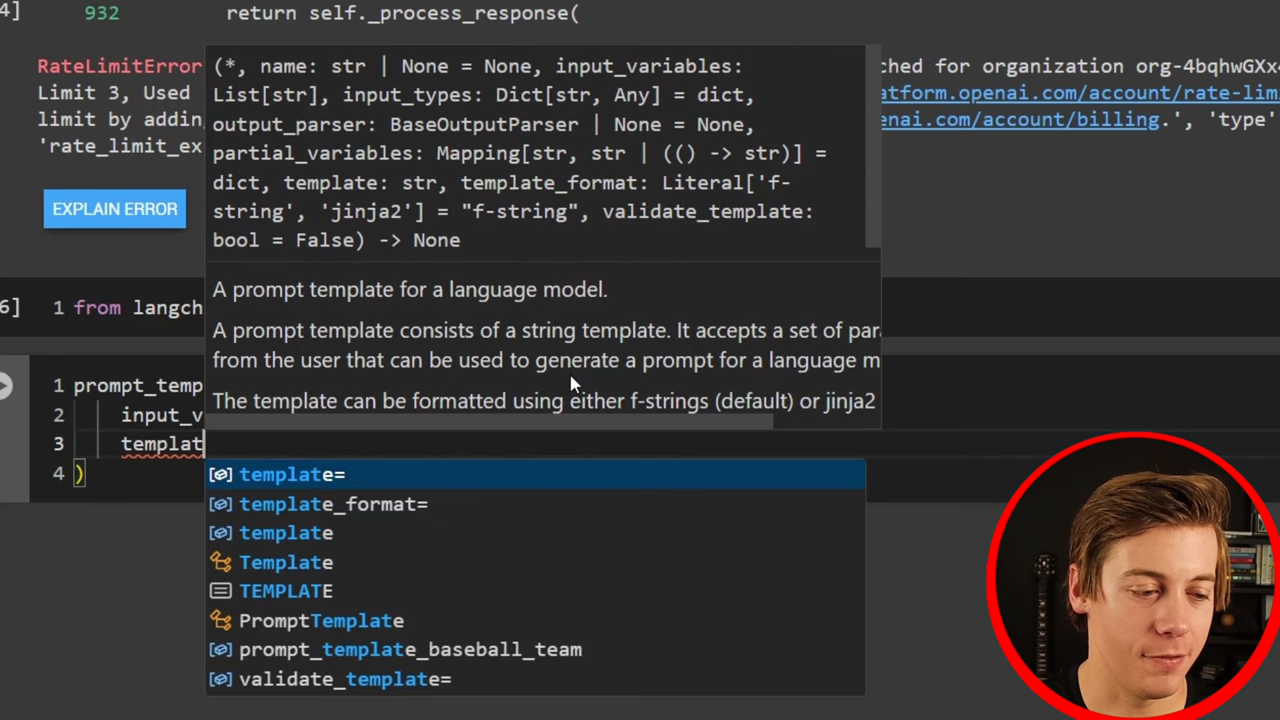 4]
932 return self._process_response(
RateLimitError
ched for organization org-4bqhwGXx
Limit 3, Used
atform.openai.com/account/rate-lim
limit by addin
enai.com/account/billing.', 'type'
'rate_limit_ex
EXPLAIN ERROR
(*, name: str | None = None, input_variables:
List[str], input_types: Dict[str, Any] = dict,
output_parser: BaseOutputParser | None = None,
partial_variables: Mapping[str, str | (() -> str)] =
dict, template: str, template_format: Literal['f-
string', 'jinja2'] = "f-string", validate_template:
bool = False) -> None
A prompt template for a language model.
A prompt template consists of a string template. It accepts a set of par
from the user that can be used to generate a prompt for a language m
The template can be formatted using either f-strings (default) or jinja2
6] 1 from langch
1 prompt_temp
2 input_v
3 templat
4 )
template=
template_format=
template
Template
TEMPLATE
PromptTemplate
prompt_template_baseball_team
validate_template=